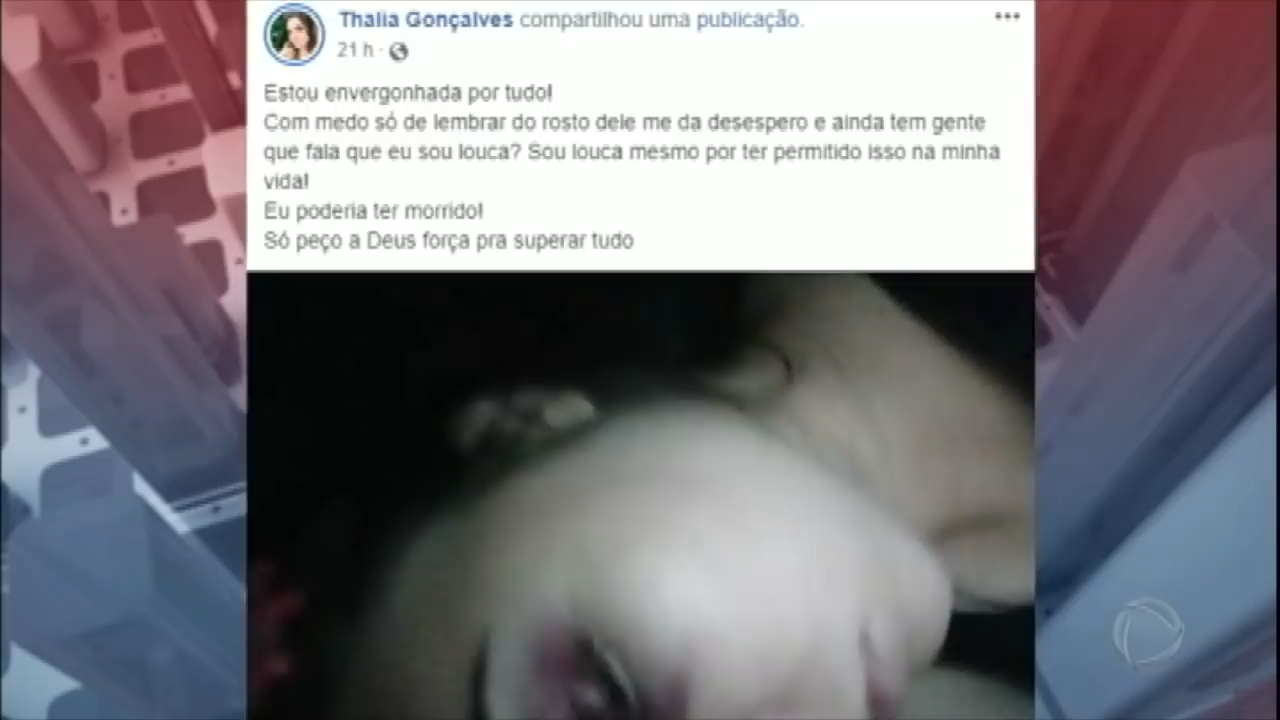 Thalia Gonçalves compartilhou uma publicação.
21 h ·
Estou envergonhada por tudo!
Com medo só de lembrar do rosto dele me da desespero e ainda tem gente
que fala que eu sou louca? Sou louca mesmo por ter permitido isso na minha
vida!
Eu poderia ter morrido!
Só peço a Deus força pra superar tudo